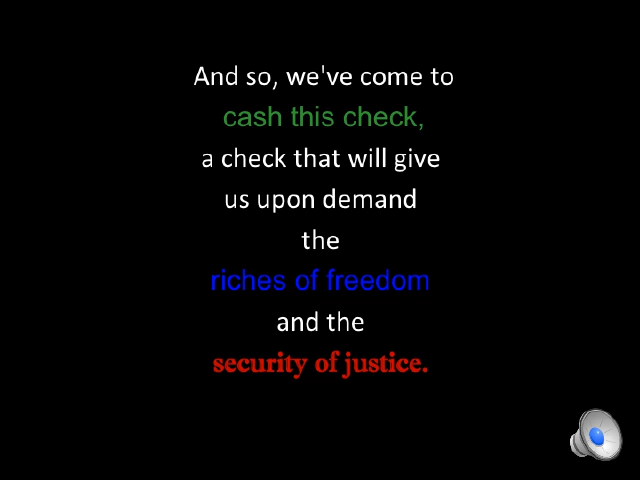 And so, we've come to
cash this check,
a check that will give
us upon demand
the
riches of freedom
and the
security of justice.